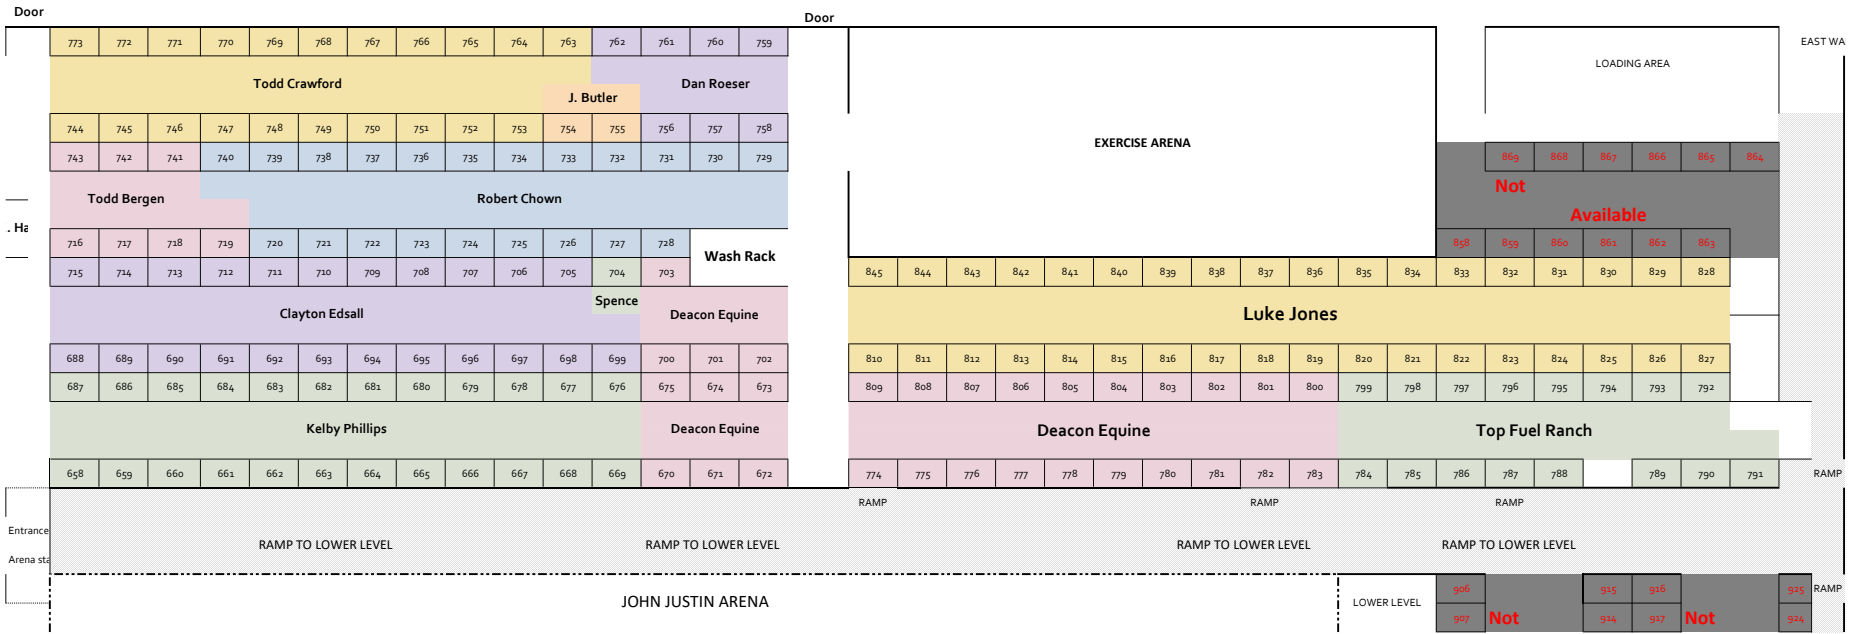 Door
Door
773 772 771 770 769 768 767 766 765 764 763 762 761 760 759
EAST WA
LOADING AREA
Todd Crawford
Dan Roeser
J. Butler
744 745 746 747 748 749 750 751 752 753 754 755 756 757 758
EXERCISE ARENA
743 742 741 740 739 738 737 736 735 734 733 732 731 730 729
869 868 867 866 865 864
Not
Todd Bergen
Robert Chown
Available
. Ha
716 717 718 719 720 721 722 723 724 725 726 727 728
858 859 860 861 862 863
Wash Rack
715 714 713 712 711 710 709 708 707 706 705 704 703
845 844 843 842 841 840 839 838 837 836 835 834 833 832 831 830 829 828
Spence
Clayton Edsall
Deacon Equine
Luke Jones
688 689 690 691 692 693 694 695 696 697 698 699 700 701 702
810 811 812 813 814 815 816 817 818 819 820 821 822 823 824 825 826 827
687 686 685 684 683 682 681 680 679 678 677 676 675 674 673
809 808 807 806 805 804 803 802 801 800 799 798 797 796 795 794 793 792
Kelby Phillips
Deacon Equine
Deacon Equine
Top Fuel Ranch
658 659 660 661 662 663 664 665 666 667 668 669 670 671 672
774 775 776 777 778 779 780 781 782 783 784 785 786 787 788 789 790 791
RAMP
RAMP
RAMP
RAMP
Entrance
Arena sta
RAMP TO LOWER LEVEL
RAMP TO LOWER LEVEL
RAMP TO LOWER LEVEL
RAMP TO LOWER LEVEL
JOHN JUSTIN ARENA
LOWER LEVEL
906 915 916 925
RAMP
907 Not 914 917 Not 924